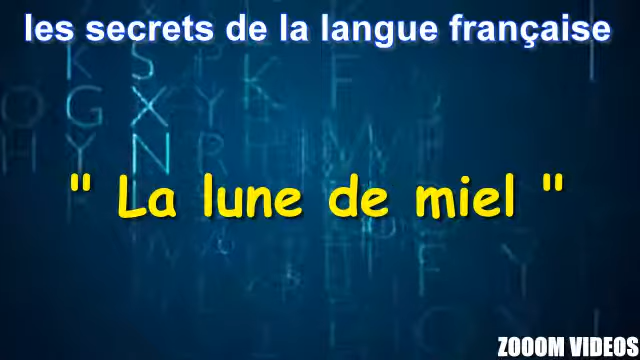 les secrets de la langue française
" La lune de miel "
ZOOOM VIDEOS